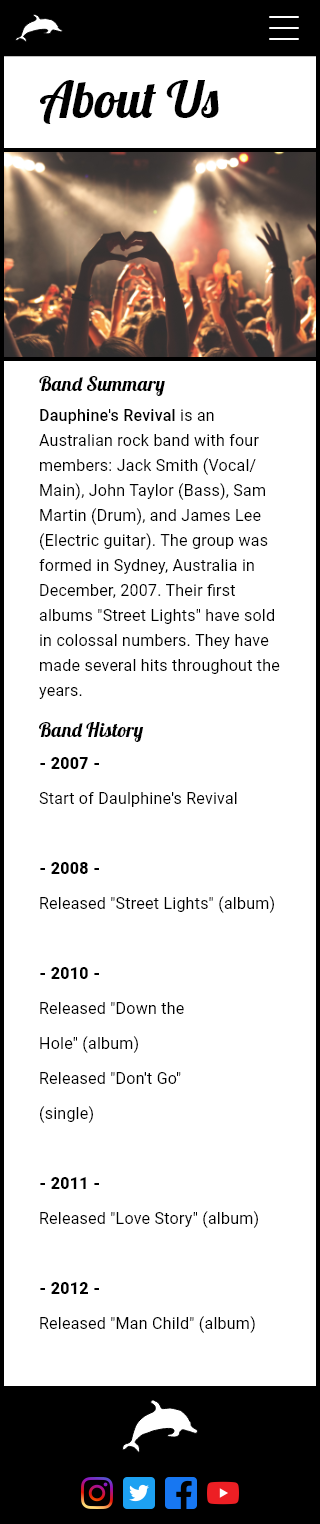 About Us
Band Summary
Dauphine's Revival is an
Australian rock band with four
members: Jack Smith (Vocal/
Main), John Taylor (Bass), Sam
Martin (Drum), and James Lee
(Electric guitar). The group was
formed in Sydney, Australia in
December, 2007. Their first
albums "Street Lights" have sold
in colossal numbers. They have
made several hits throughout the
years.
Band History
- 2007 -
Start of Daulphine's Revival
- 2008 -
Released "Street Lights" (album)
- 2010 -
Released "Down the
Hole" (album)
Released "Don't Go"
(single)
- 2011 -
Released "Love Story" (album)
- 2012 -
Released "Man Child" (album)